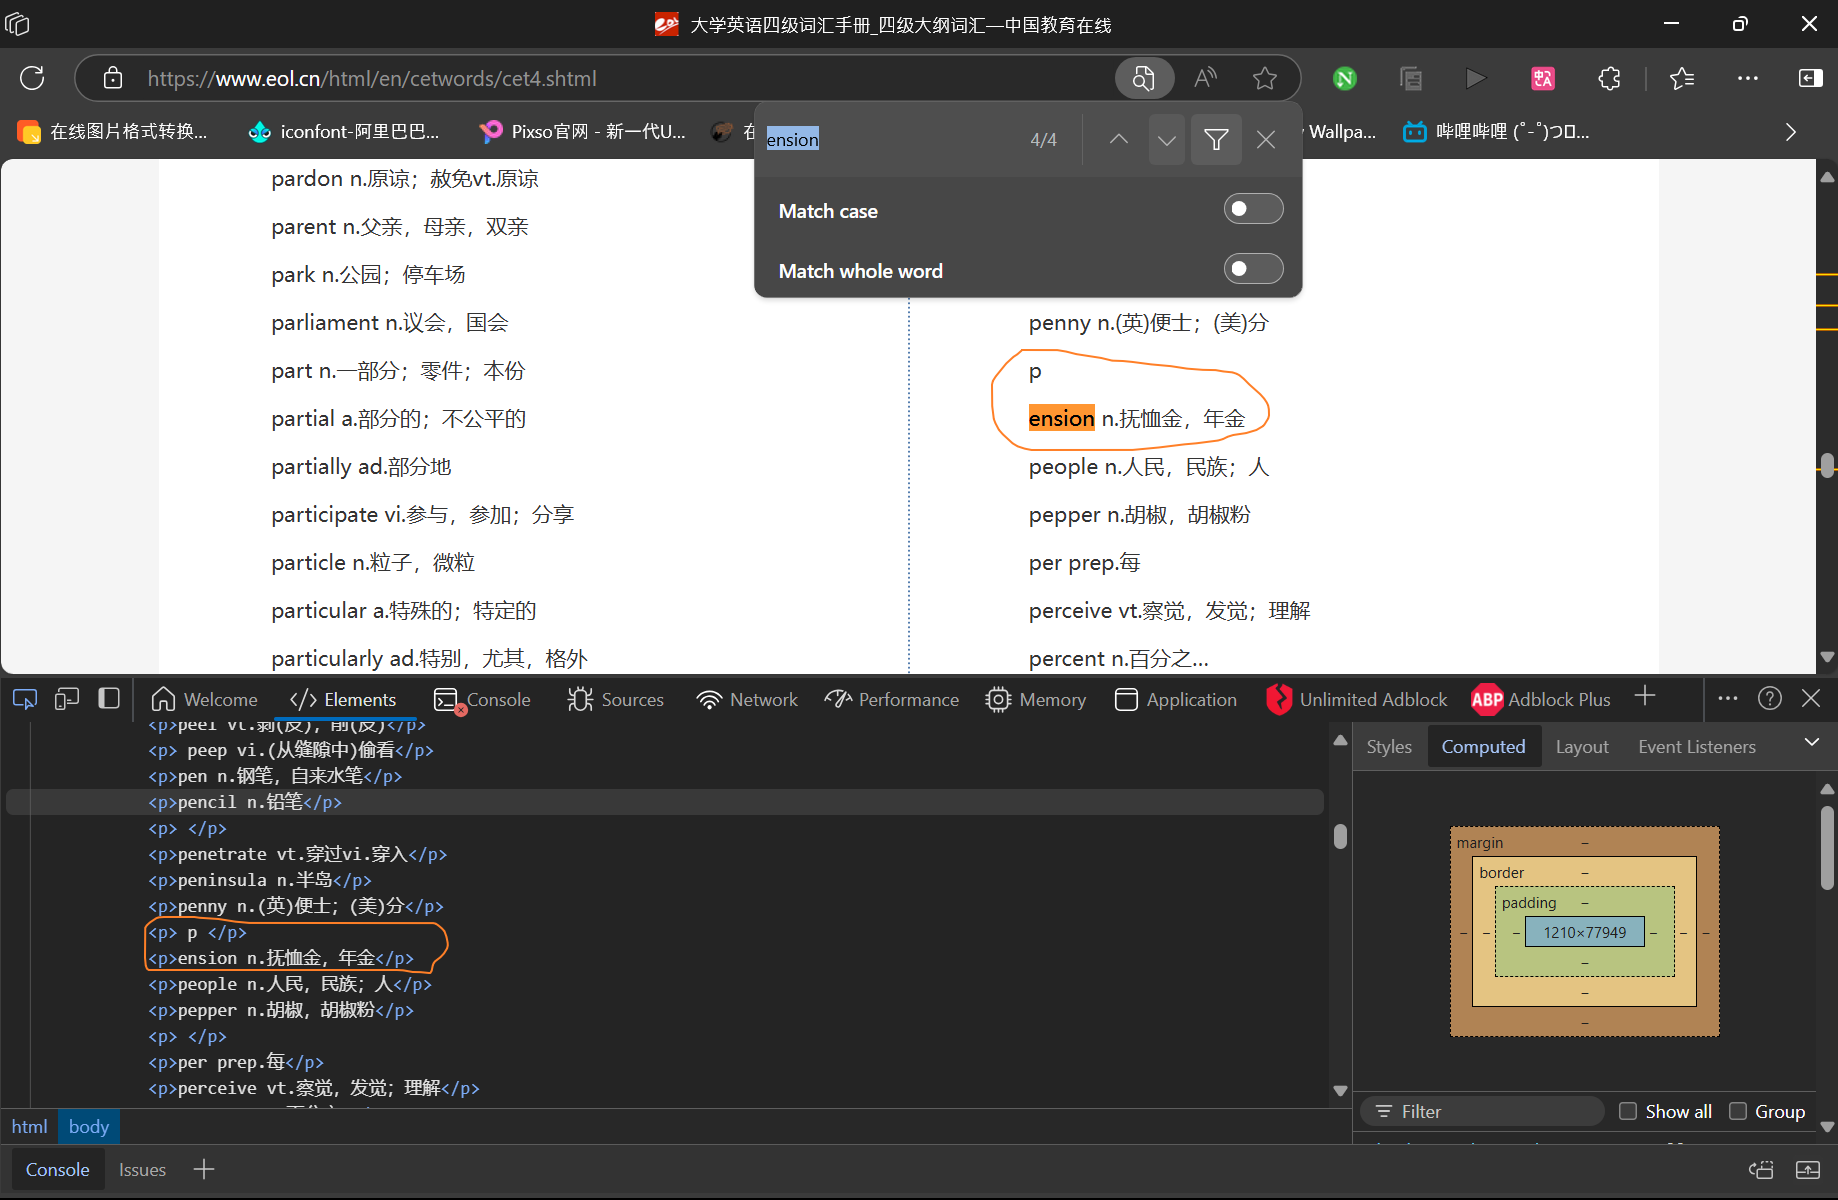 大学英语四级词汇手册_四级大纲词汇—中国教育在线
https://www.eol.cn/html/en/cetwords/cet4.shtml
在线图片格式转换...
iconfont-阿里巴巴...
Pixso官网 - 新一代U...
在
Wallpa...
哔哩哔哩 (゜-゜)つロ...
ension
4/4
Match case
Match whole word
pardon n.原谅；赦免vt.原谅
parent n.父亲，母亲，双亲
park n.公园；停车场
parliament n.议会，国会
part n.一部分；零件；本份
partial a.部分的；不公平的
partially ad.部分地
participate vi.参与，参加；分享
particle n.粒子，微粒
particular a.特殊的；特定的
particularly ad.特别，尤其，格外
penny n.(英)便士；(美)分
p
ension n.抚恤金，年金
people n.人民，民族；人
pepper n.胡椒，胡椒粉
per prep.每
perceive vt.察觉，发觉；理解
percent n.百分之...
Welcome
Elements
Console
Sources
Network
Performance
Memory
Application
Unlimited Adblock
ABP Adblock Plus
<p>peel vt.剥(皮)，削(皮)</p>
<p> peep vi.(从缝隙中)偷看</p>
<p>pen n.钢笔，自来水笔</p>
<p>pencil n.铅笔</p>
<p> </p>
<p>penetrate vt.穿过vi.穿入</p>
<p>peninsula n.半岛</p>
<p>penny n.(英)便士；(美)分</p>
<p> p </p>
<p>ension n.抚恤金，年金</p>
<p>people n.人民，民族；人</p>
<p>pepper n.胡椒，胡椒粉</p>
<p> </p>
<p>per prep.每</p>
<p>perceive vt.察觉，发觉；理解</p>
html body
Styles
Computed
Layout
Event Listeners
margin
–
border
–
padding
–
– – – 1210×77949 – – –
–
–
–
Filter
Show all
Group
Console
Issues